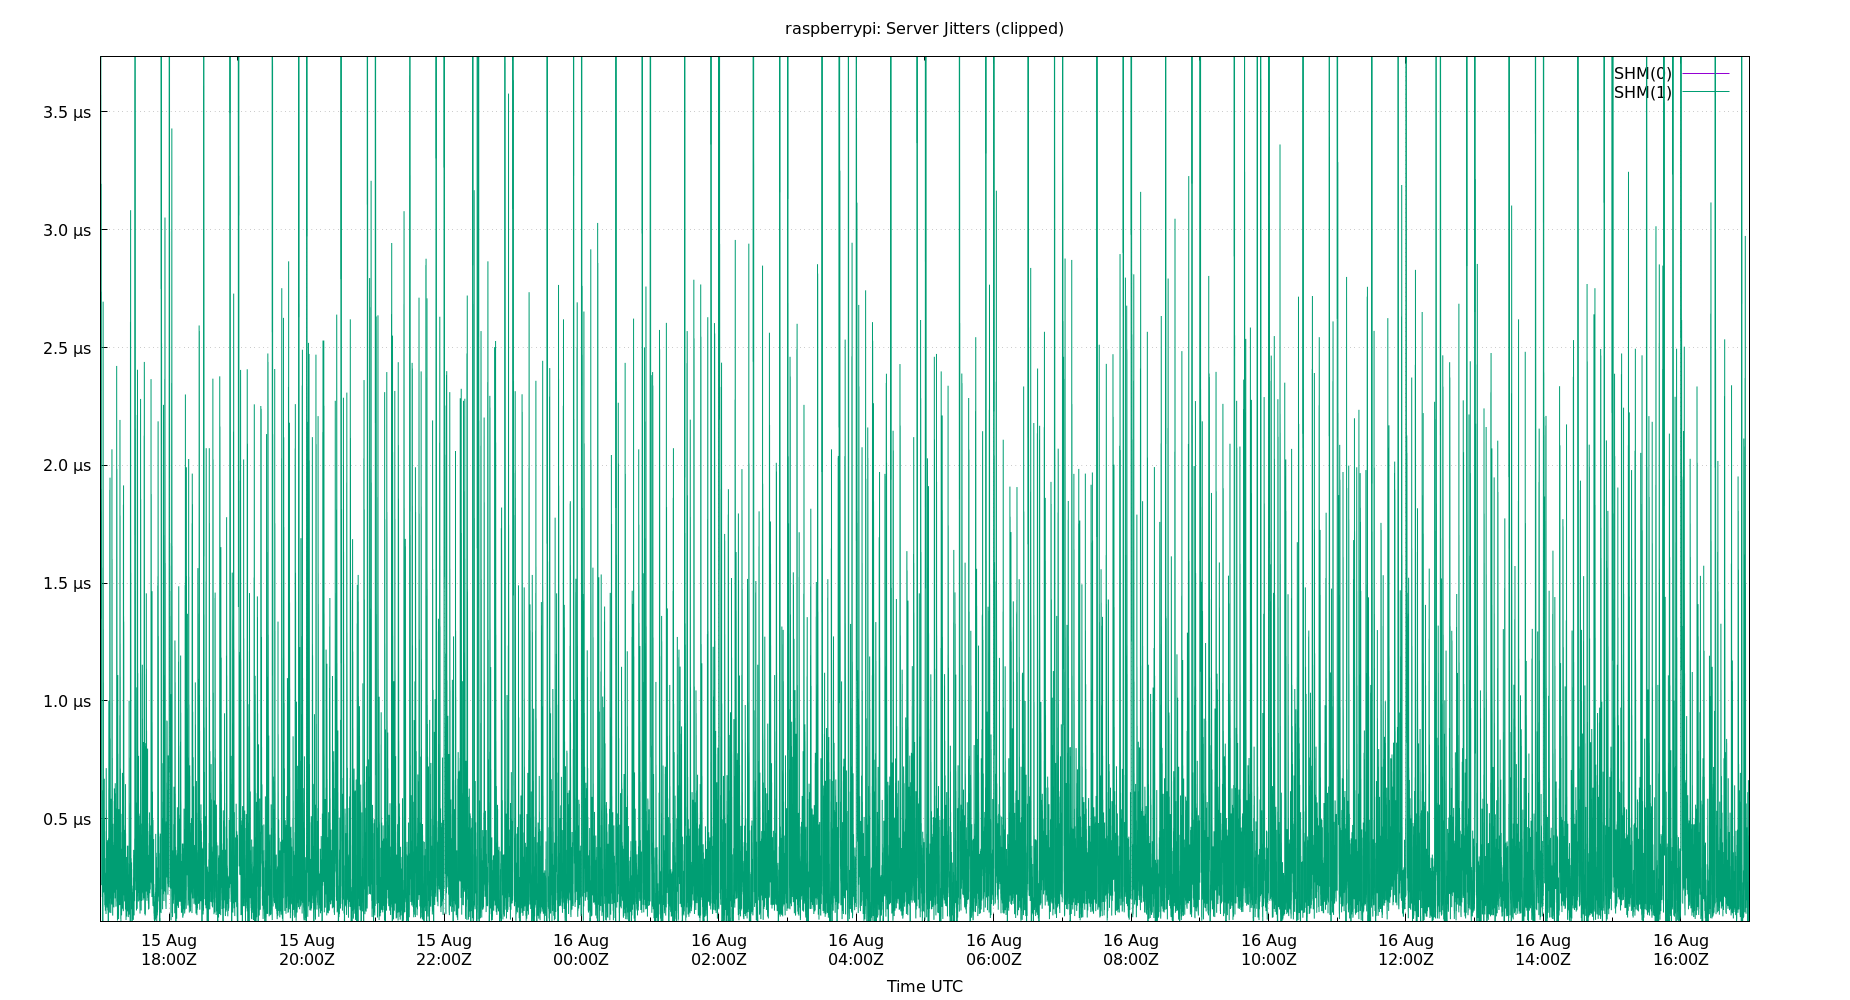 raspberrypi: Server Jitters (clipped)
SHM(0)
SHM(1)
3.5 µs
3.0 µs
2.5 µs
2.0 µs
1.5 µs
1.0 µs
0.5 µs
15 Aug 15 Aug 15 Aug 16 Aug 16 Aug 16 Aug 16 Aug 16 Aug 16 Aug 16 Aug 16 Aug 16 Aug
18:00Z 20:00Z 22:00Z 00:00Z 02:00Z 04:00Z 06:00Z 08:00Z 10:00Z 12:00Z 14:00Z 16:00Z
Time UTC